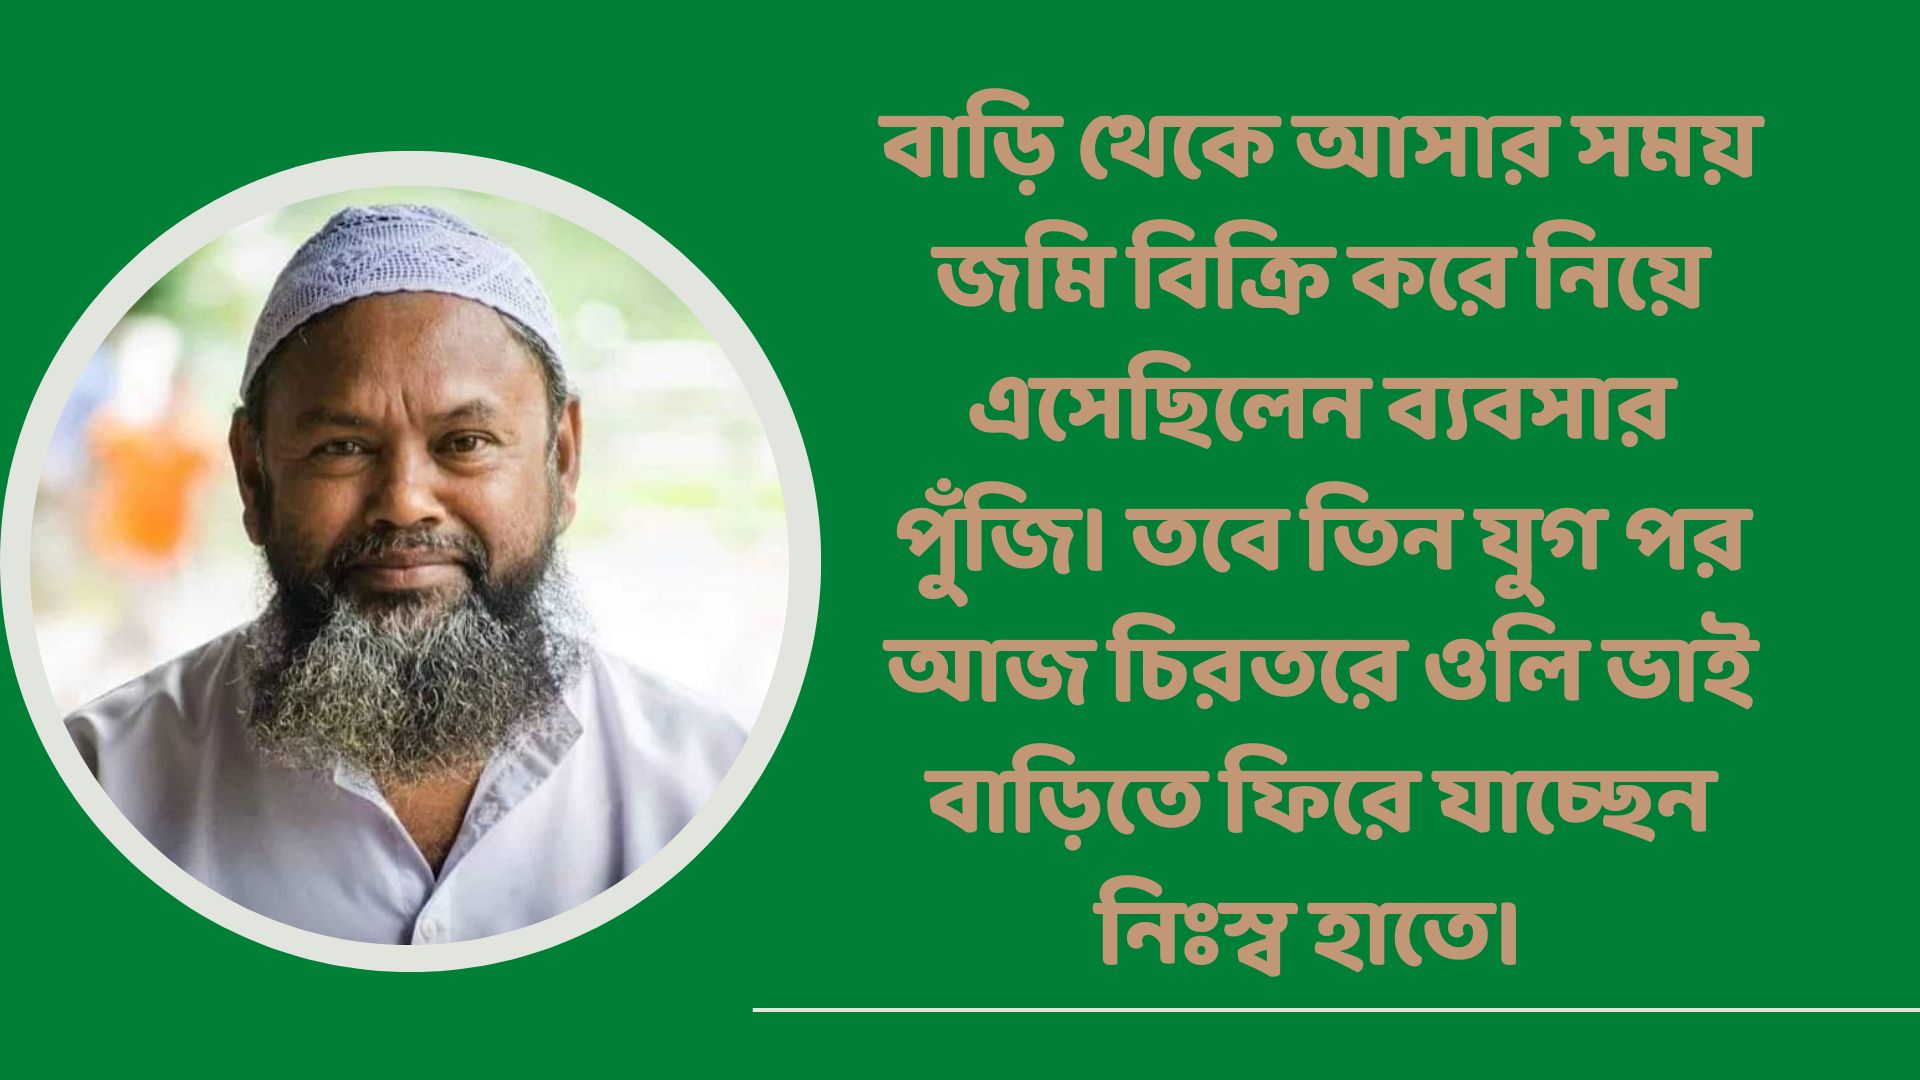 বাড়ি থেকে আসার সময়
জমি বিক্রি করে নিয়ে
এসেছিলেন ব্যবসার
পুঁজি। তবে তিন যুগ পর
আজ চিরতরে ওলি ভাই
বাড়িতে ফিরে যাচ্ছেন
নিঃস্ব হাতে।